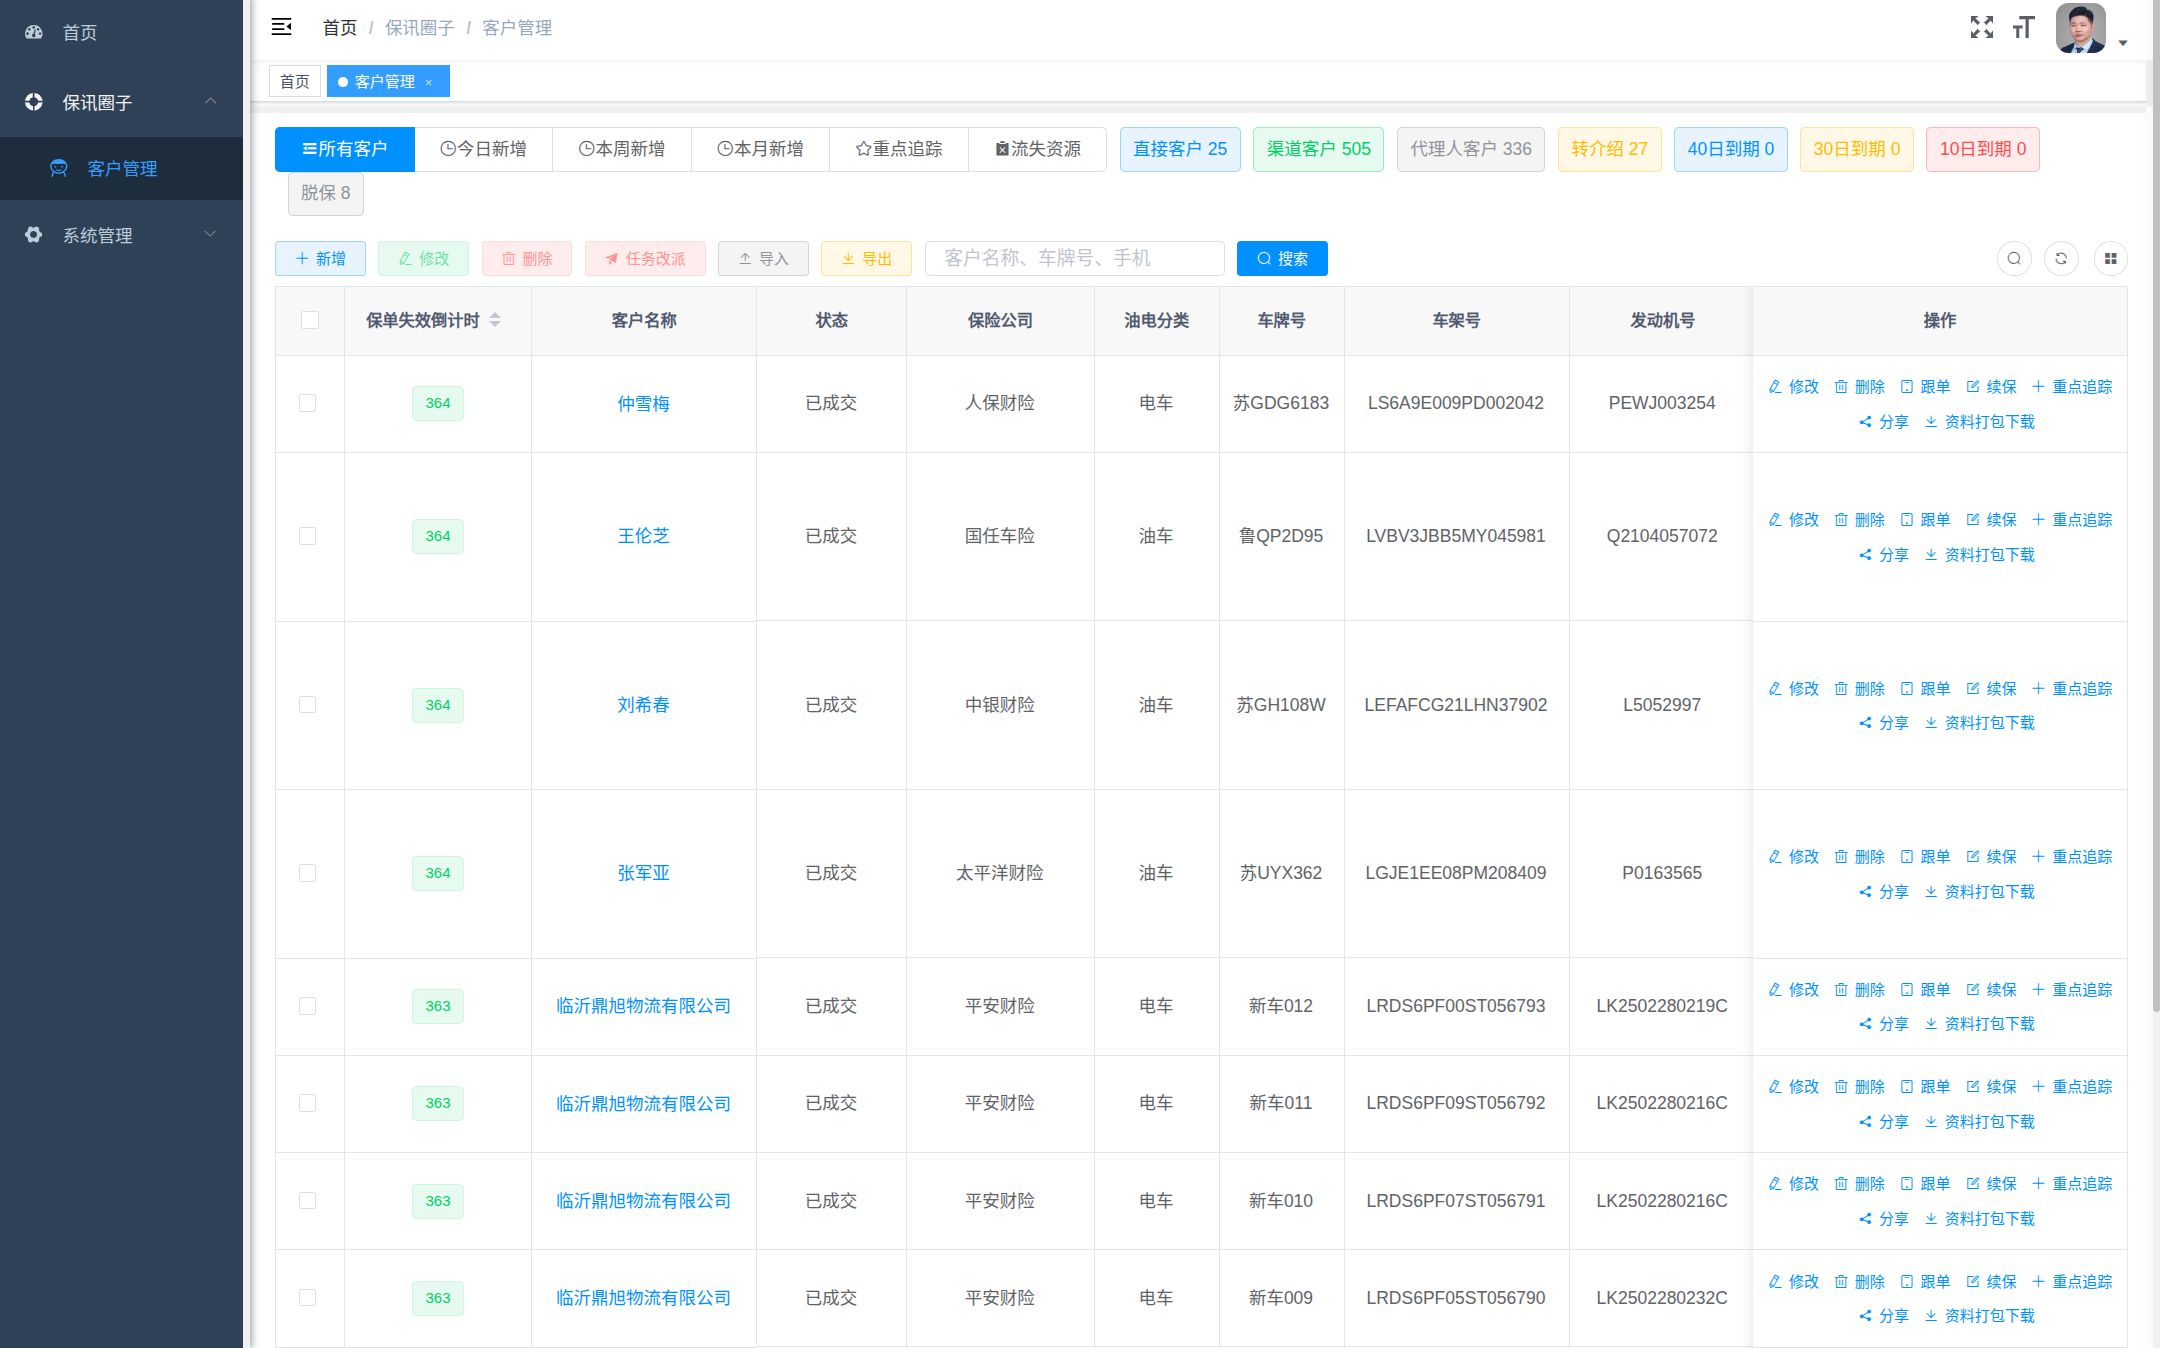 首页
保讯圈子
客户管理
系统管理
首页 / 保讯圈子 / 客户管理
首页 客户管理 ×
所有客户 今日新增 本周新增 本月新增 重点追踪 流失资源 直接客户 25 渠道客户 505 代理人客户 336 转介绍 27 40日到期 0 30日到期 0 10日到期 0
脱保 8
新增 修改 删除 任务改派 导入 导出 客户名称、车牌号、手机 搜索
保单失效倒计时 客户名称 状态 保险公司 油电分类 车牌号 车架号 发动机号 操作
364 仲雪梅 已成交 人保财险 电车 苏GDG6183 LS6A9E009PD002042 PEWJ003254 修改 删除 跟单 续保 重点追踪
分享 资料打包下载
364 王伦芝 已成交 国任车险 油车 鲁QP2D95 LVBV3JBB5MY045981 Q2104057072 修改 删除 跟单 续保 重点追踪
分享 资料打包下载
364 刘希春 已成交 中银财险 油车 苏GH108W LEFAFCG21LHN37902 L5052997 修改 删除 跟单 续保 重点追踪
分享 资料打包下载
364 张军亚 已成交 太平洋财险 油车 苏UYX362 LGJE1EE08PM208409 P0163565 修改 删除 跟单 续保 重点追踪
分享 资料打包下载
363 临沂鼎旭物流有限公司 已成交 平安财险 电车 新车012 LRDS6PF00ST056793 LK2502280219C 修改 删除 跟单 续保 重点追踪
分享 资料打包下载
363 临沂鼎旭物流有限公司 已成交 平安财险 电车 新车011 LRDS6PF09ST056792 LK2502280216C 修改 删除 跟单 续保 重点追踪
分享 资料打包下载
363 临沂鼎旭物流有限公司 已成交 平安财险 电车 新车010 LRDS6PF07ST056791 LK2502280216C 修改 删除 跟单 续保 重点追踪
分享 资料打包下载
363 临沂鼎旭物流有限公司 已成交 平安财险 电车 新车009 LRDS6PF05ST056790 LK2502280232C 修改 删除 跟单 续保 重点追踪
分享 资料打包下载